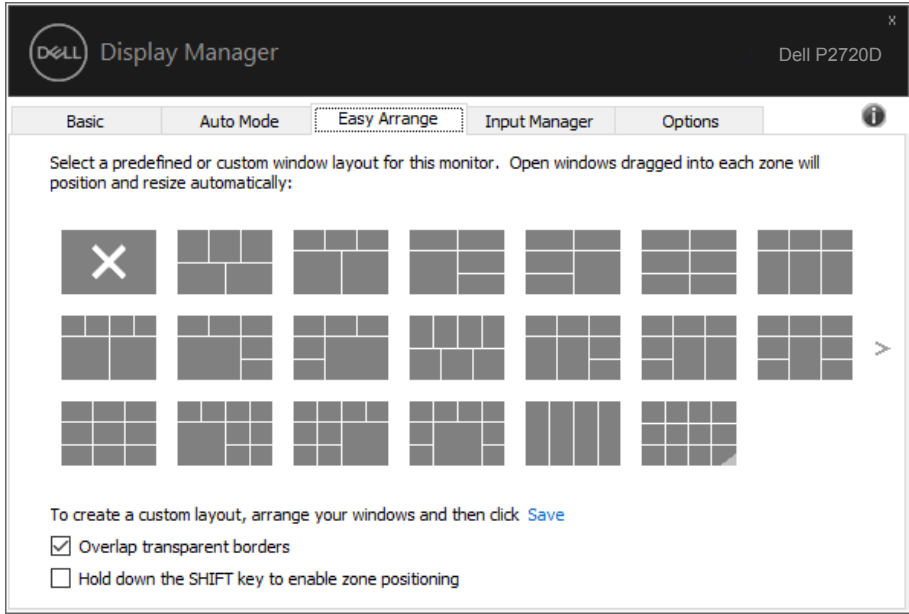 x
DELL Display Manager
Dell P2720D
Basic Auto Mode Easy Arrange Input Manager Options i
Select a predefined or custom window layout for this monitor. Open windows dragged into each zone will
position and resize automatically:
>
To create a custom layout, arrange your windows and then click Save
Overlap transparent borders
Hold down the SHIFT key to enable zone positioning